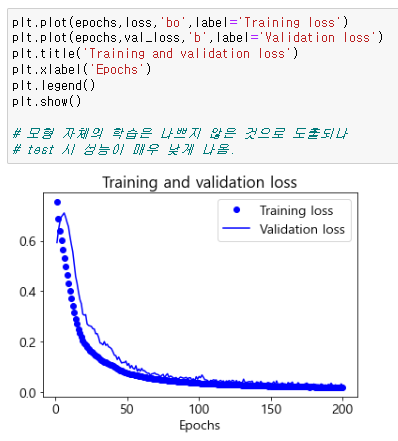 plt.plot(epochs,loss,'bo',label='Training loss')
plt.plot(epochs,val_loss,'b',label='Validation loss')
plt.title('Training and validation loss')
plt.xlabel('Epochs')
plt.legend()
plt.show()
# 모형 자체의 학습은 나쁘지 않은 것으로 도출되나
# test 시 성능이 매우 낮게 나옴.
Training and validation loss
Training loss
Validation loss
0.6
0.4
0.2
0.0
0 50 100 150 200
Epochs